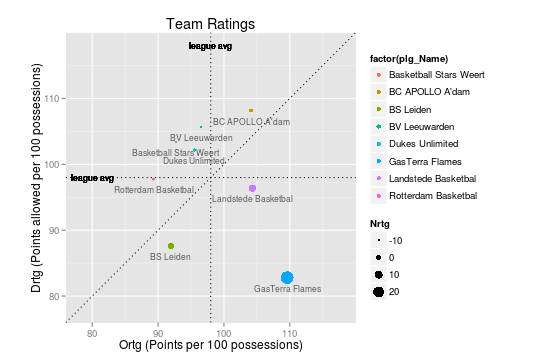 Team Ratings
league avg
BC APOLLO A'dam
BV Leeuwarden
Basketball Stars Weert
Dukes Unlimited
league avg
Rotterdam Basketbal
Landstede Basketbal
BS Leiden
GasTerra Flames
110
100
90
80
80
90
100
110
Drtg (Points allowed per 100 possessions)
Ortg (Points per 100 possessions)
factor(plg_Name)
Basketball Stars Weert
BC APOLLO A'dam
BS Leiden
BV Leeuwarden
Dukes Unlimited
GasTerra Flames
Landstede Basketbal
Rotterdam Basketbal
Nrtg
-10
0
10
20